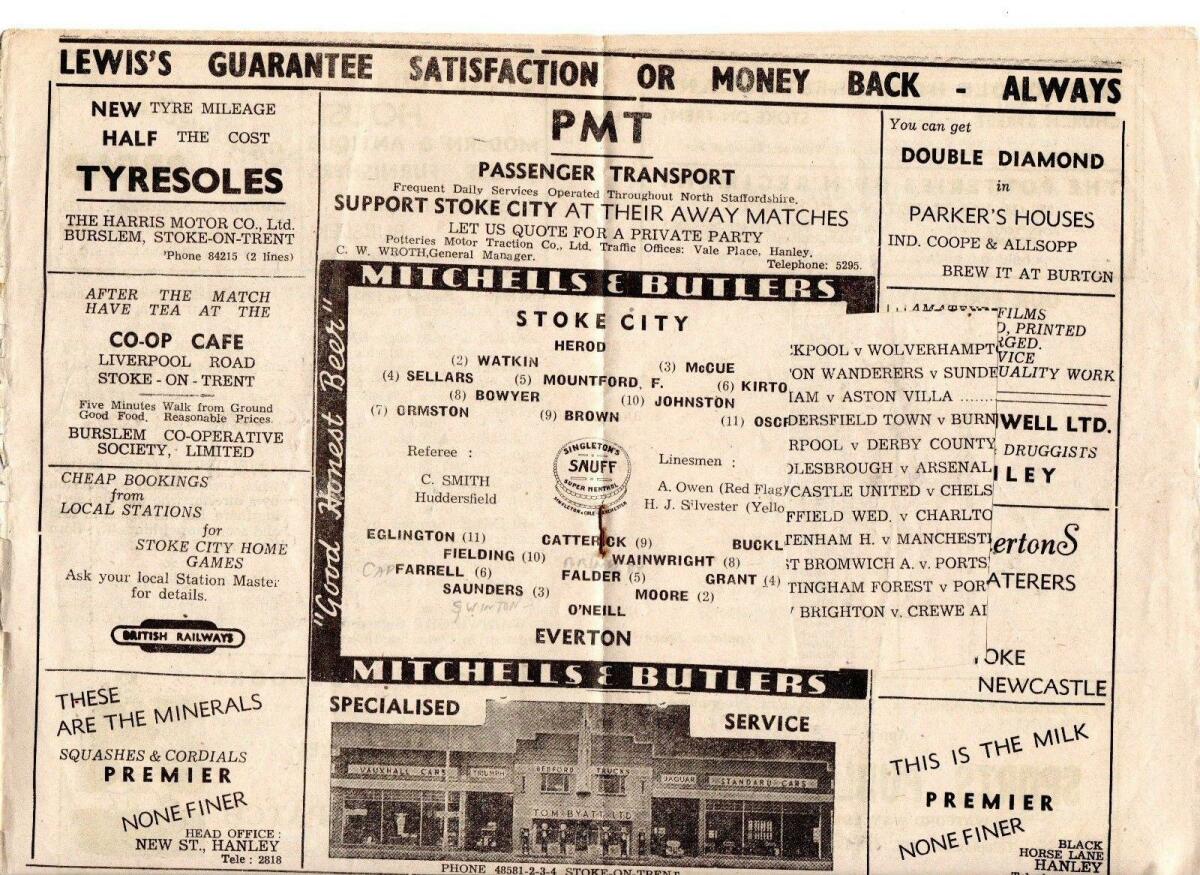 LEWIS'S GUARANTEE SATISFACTION OR MONEY BACK - ALWAYS
NEW TYRE MILEAGE
HALF THE COST
TYRESOLES
THE HARRIS MOTOR CO., Ltd.
BURSLEM, STOKE-ON-TRENT
'Phone 84215 (2 lines)
AFTER THE MATCH
HAVE TEA AT THE
CO-OP CAFE
LIVERPOOL ROAD
STOKE - ON - TRENT
Five Minutes Walk from Ground
Good Food. Reasonable Prices.
BURSLEM CO-OPERATIVE
SOCIETY, LIMITED
CHEAP BOOKINGS
from
LOCAL STATIONS
for
STOKE CITY HOME
GAMES
Ask your local Station Master
for details.
BRITISH RAILWAYS
THESE
ARE THE MINERALS
SQUASHES & CORDIALS
PREMIER
NONE FINER
HEAD OFFICE:
NEW ST., HANLEY
Tele : 2818
PMT
PASSENGER TRANSPORT
Frequent Daily Services Operated Throughout North Staffordshire.
SUPPORT STOKE CITY AT THEIR AWAY MATCHES
LET US QUOTE FOR A PRIVATE PARTY
Potteries Motor Traction Co., Ltd. Traffic Offices: Vale Place, Hanley.
C. W. WROTH, General Manager. Telephone: 5295.
MITCHELLS & BUTLERS
"Good Honest Beer"
STOKE CITY
HEROD
(2) WATKIN (3) McCUE
(4) SELLARS (5) MOUNTFORD, F. (6) KIRTO
(8) BOWYER (10) JOHNSTON
(7) ORMSTON (9) BROWN (11) OSC
Referee :
C. SMITH
Huddersfield
SINGLETON'S
SNUFF
SUPER MENTHOL
Linesmen :
A. Owen (Red Flag)
H. J. Silvester (Yello
EGLINGTON (11) CATTERICK (9) BUCKL
FIELDING (10) WAINWRIGHT (8)
FARRELL (6) FALDER (5) GRANT (4)
SAUNDERS (3) MOORE (2)
O'NEILL
EVERTON
MITCHELLS & BUTLERS
CKPOOL v WOLVERHAMPT
ON WANDERERS v SUNDE
HAM v ASTON VILLA ........
DERSFIELD TOWN v BURN
RPOOL v DERBY COUNTY
DLESBROUGH v ARSENAL
CASTLE UNITED v CHELS
FFIELD WED. v CHARLTO
TENHAM H. v MANCHESTI
ST BROMWICH A. v PORTS
TINGHAM FOREST v POR
BRIGHTON v. CREWE AL
SPECIALISED
SERVICE
VAUXHALL CARS
TRIUMPH
BEDFORD TRUCKS
JAGUAR
STANDARD CARS
TOM BYATT LTD
PHONE 48581-2-3-4 STOKE-ON-TRENT
You can get
DOUBLE DIAMOND
in
PARKER'S HOUSES
IND. COOPE & ALLSOPP
BREW IT AT BURTON
FILMS
D, PRINTED
RGED.
VICE
UALITY WORK
WELL LTD.
DRUGGISTS
LEY
ertonS
ATERERS
OKE
NEWCASTLE
THIS IS THE MILK
PREMIER
NONE FINER
BLACK
HORSE LANE
HANLEY